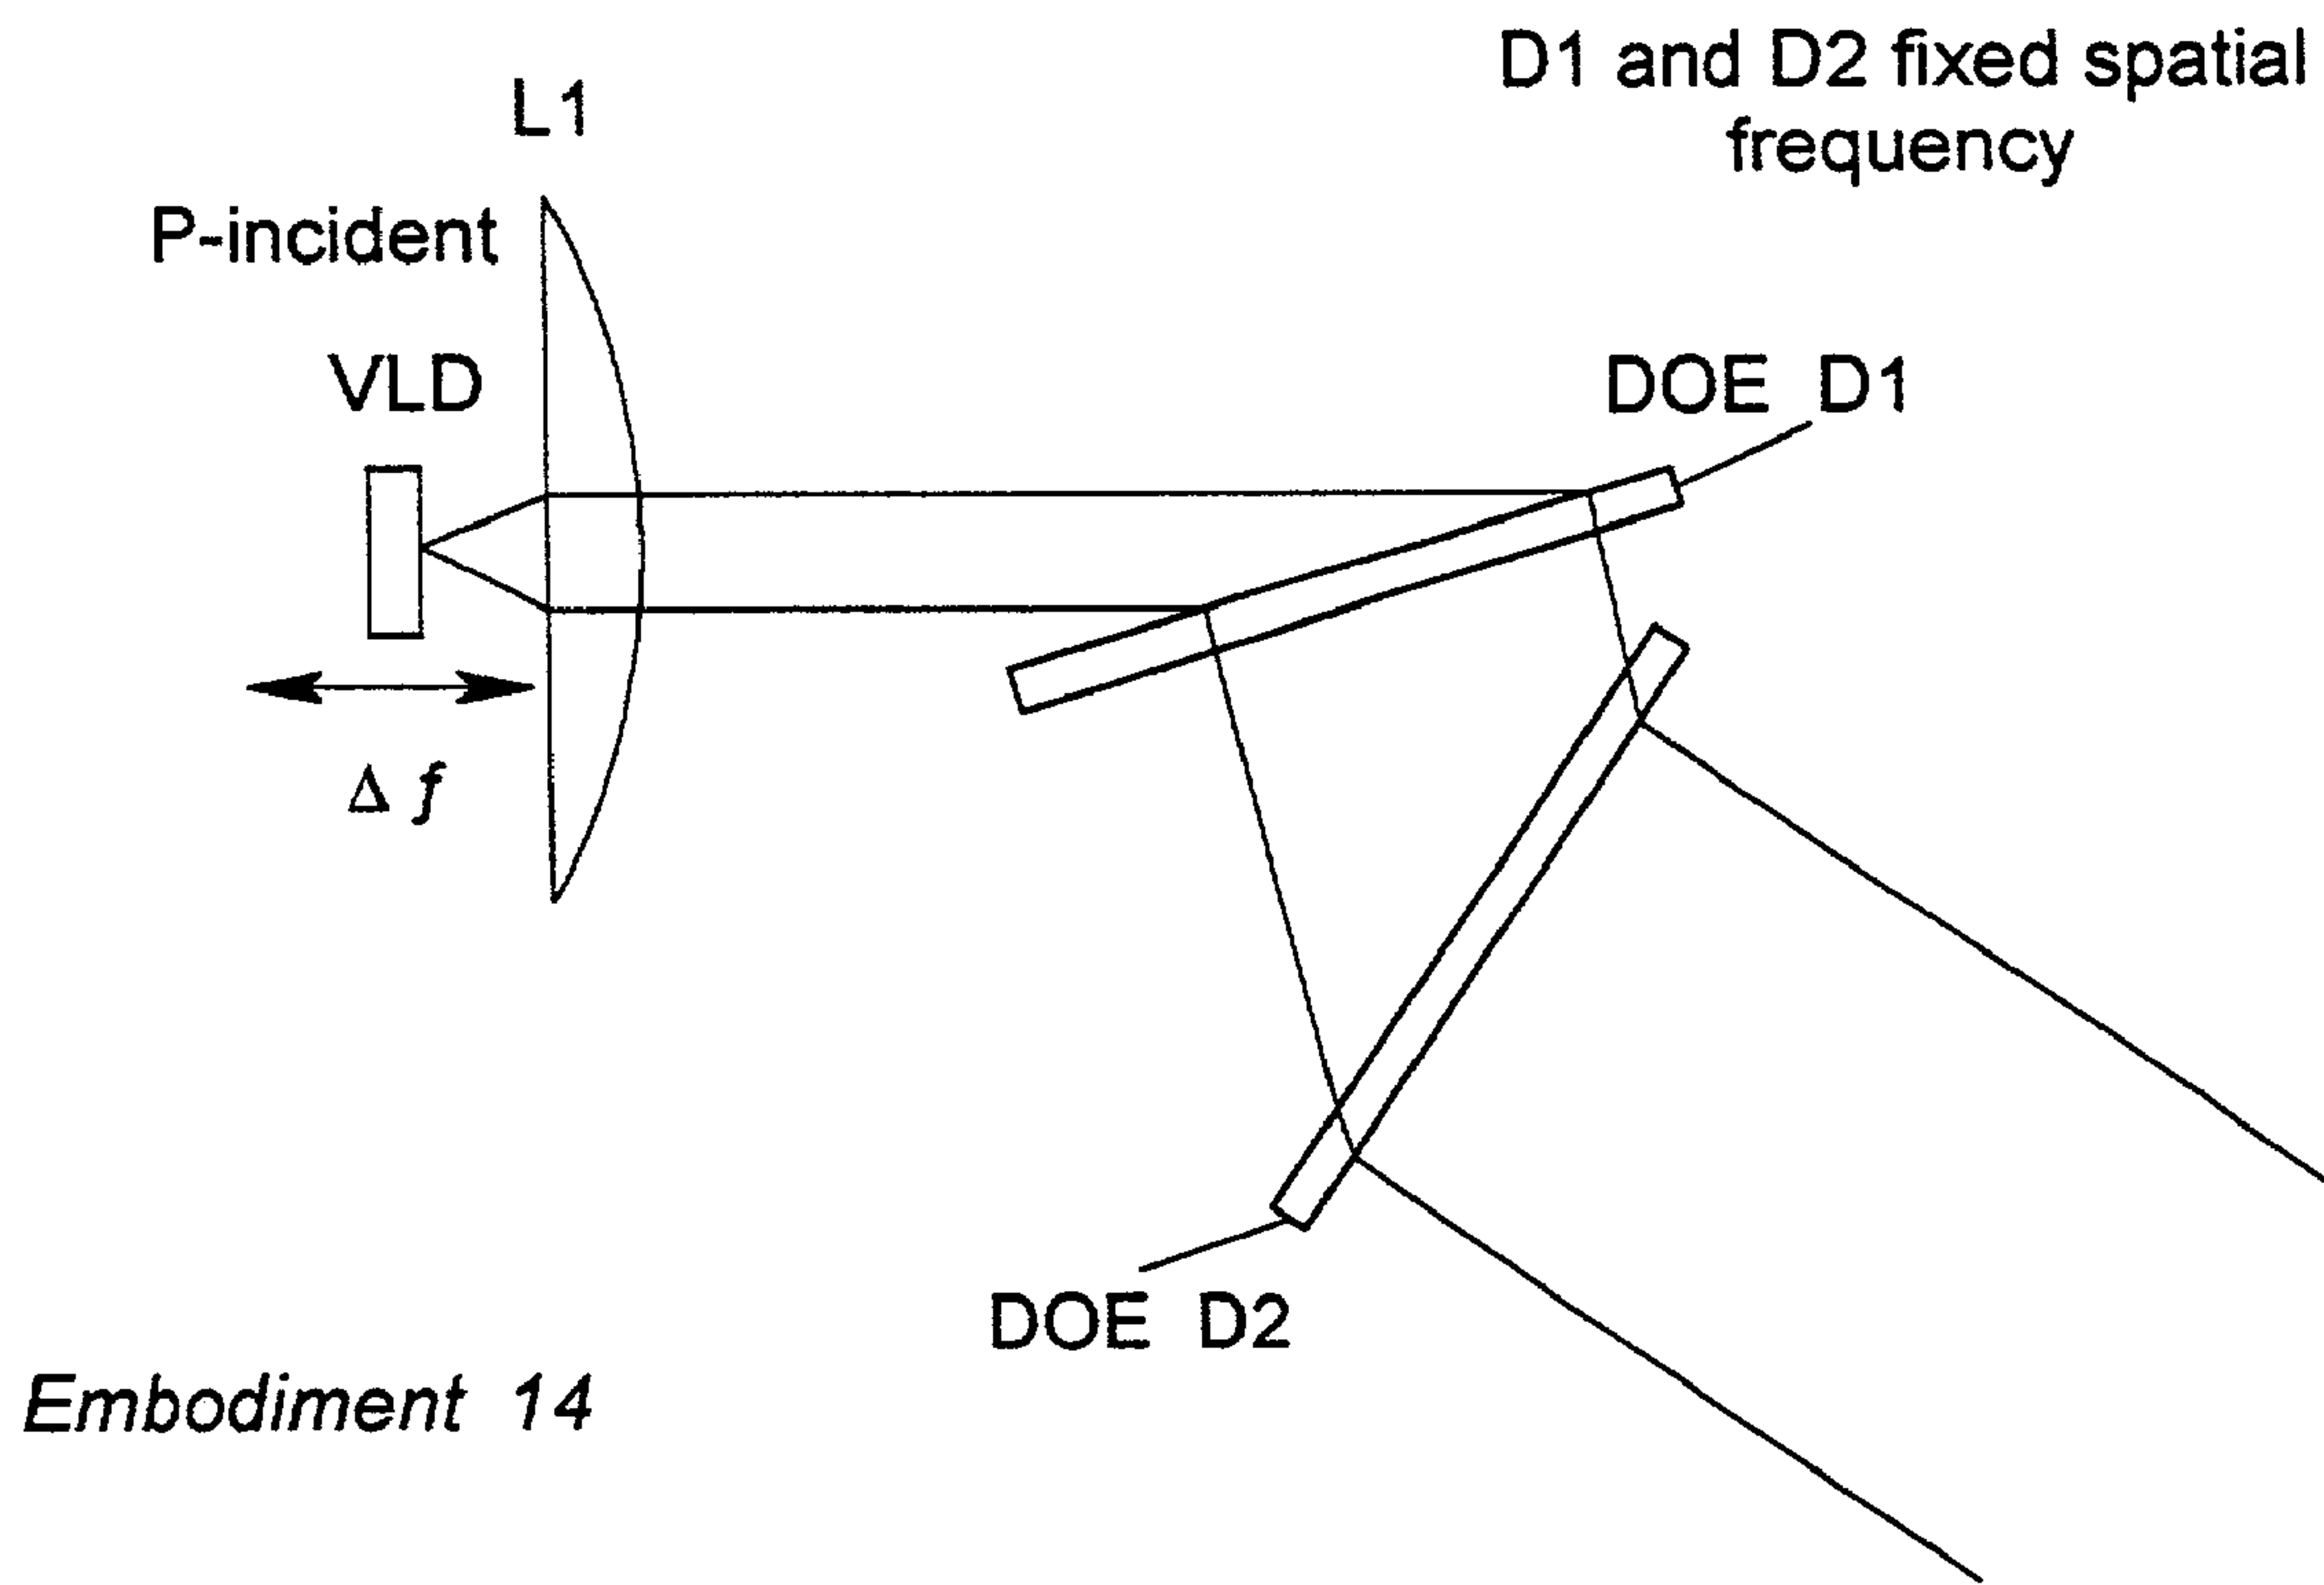 D1 and D2 fixed spatial
frequency
L1
P-incident
VLD
DOE D1
Δ f
DOE D2
Embodiment 14